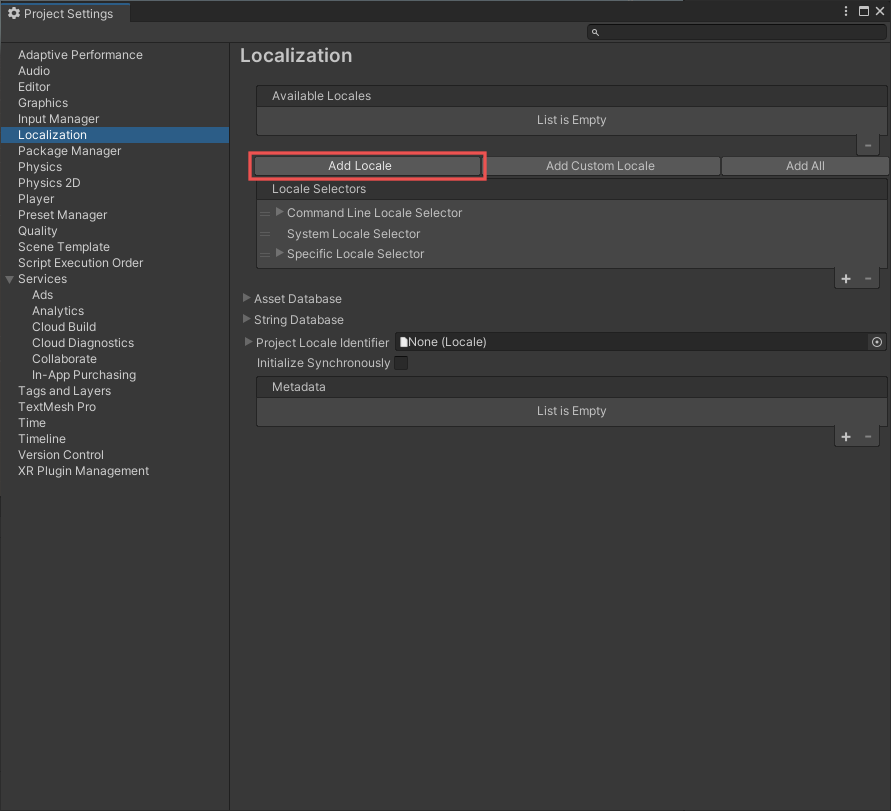 Project Settings
Adaptive Performance
Audio
Editor
Graphics
Input Manager
Localization
Package Manager
Physics
Physics 2D
Player
Preset Manager
Quality
Scene Template
Script Execution Order
Services
Ads
Analytics
Cloud Build
Cloud Diagnostics
Collaborate
In-App Purchasing
Tags and Layers
TextMesh Pro
Time
Timeline
Version Control
XR Plugin Management
Localization
Available Locales
List is Empty
Add Locale Add Custom Locale Add All
Locale Selectors
Command Line Locale Selector
System Locale Selector
Specific Locale Selector
Asset Database
String Database
Project Locale Identifier None (Locale)
Initialize Synchronously
Metadata
List is Empty